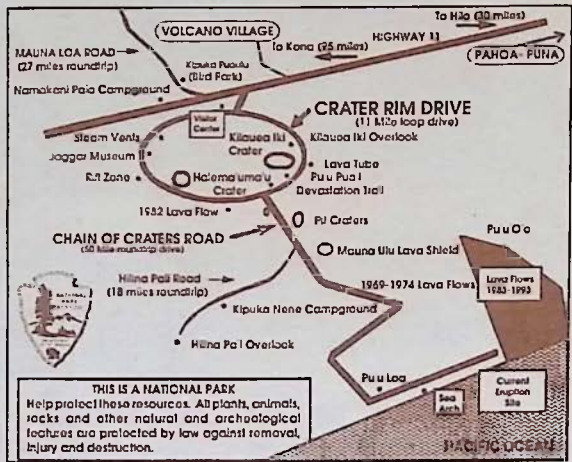 To Hilo (30 miles)
VOLCANO VILLAGE
HIGHWAY 11
To Kona (95 miles)
PAHOA-PUNA
MAUNA LOA ROAD
(27 miles roundtrip)
Kipuka Puaulu
(Bird Park)
Namakani Paio Campground
Visitor
Center
CRATER RIM DRIVE
(11 Mile loop drive)
Steam Vents
Kilauea Iki
Crater
Kilauea Iki Overlook
Jaggar Museum
Lava Tube
Rift Zone
Halema'uma'u
Crater
Pu u Pua i
Devastation Trail
1982 Lava Flow
Pit Craters
CHAIN OF CRATERS ROAD
(50 Mile roundtrip drive)
Mauna Ulu Lava Shield
Pu u O o
Hilina Pali Road
(18 miles roundtrip)
1969-1974 Lava Flows
Lava Flows
1983-1993
Kipuka Nene Campground
Hilina Pa i Overlook
Pu u Loa
Sea
Arch
Current
Eruption
Site
THIS IS A NATIONAL PARK
Help protect these resources. All plants, animals,
rocks and other natural and archeological
features are protected by law against removal,
injury and destruction.
PACIFIC OCEAN